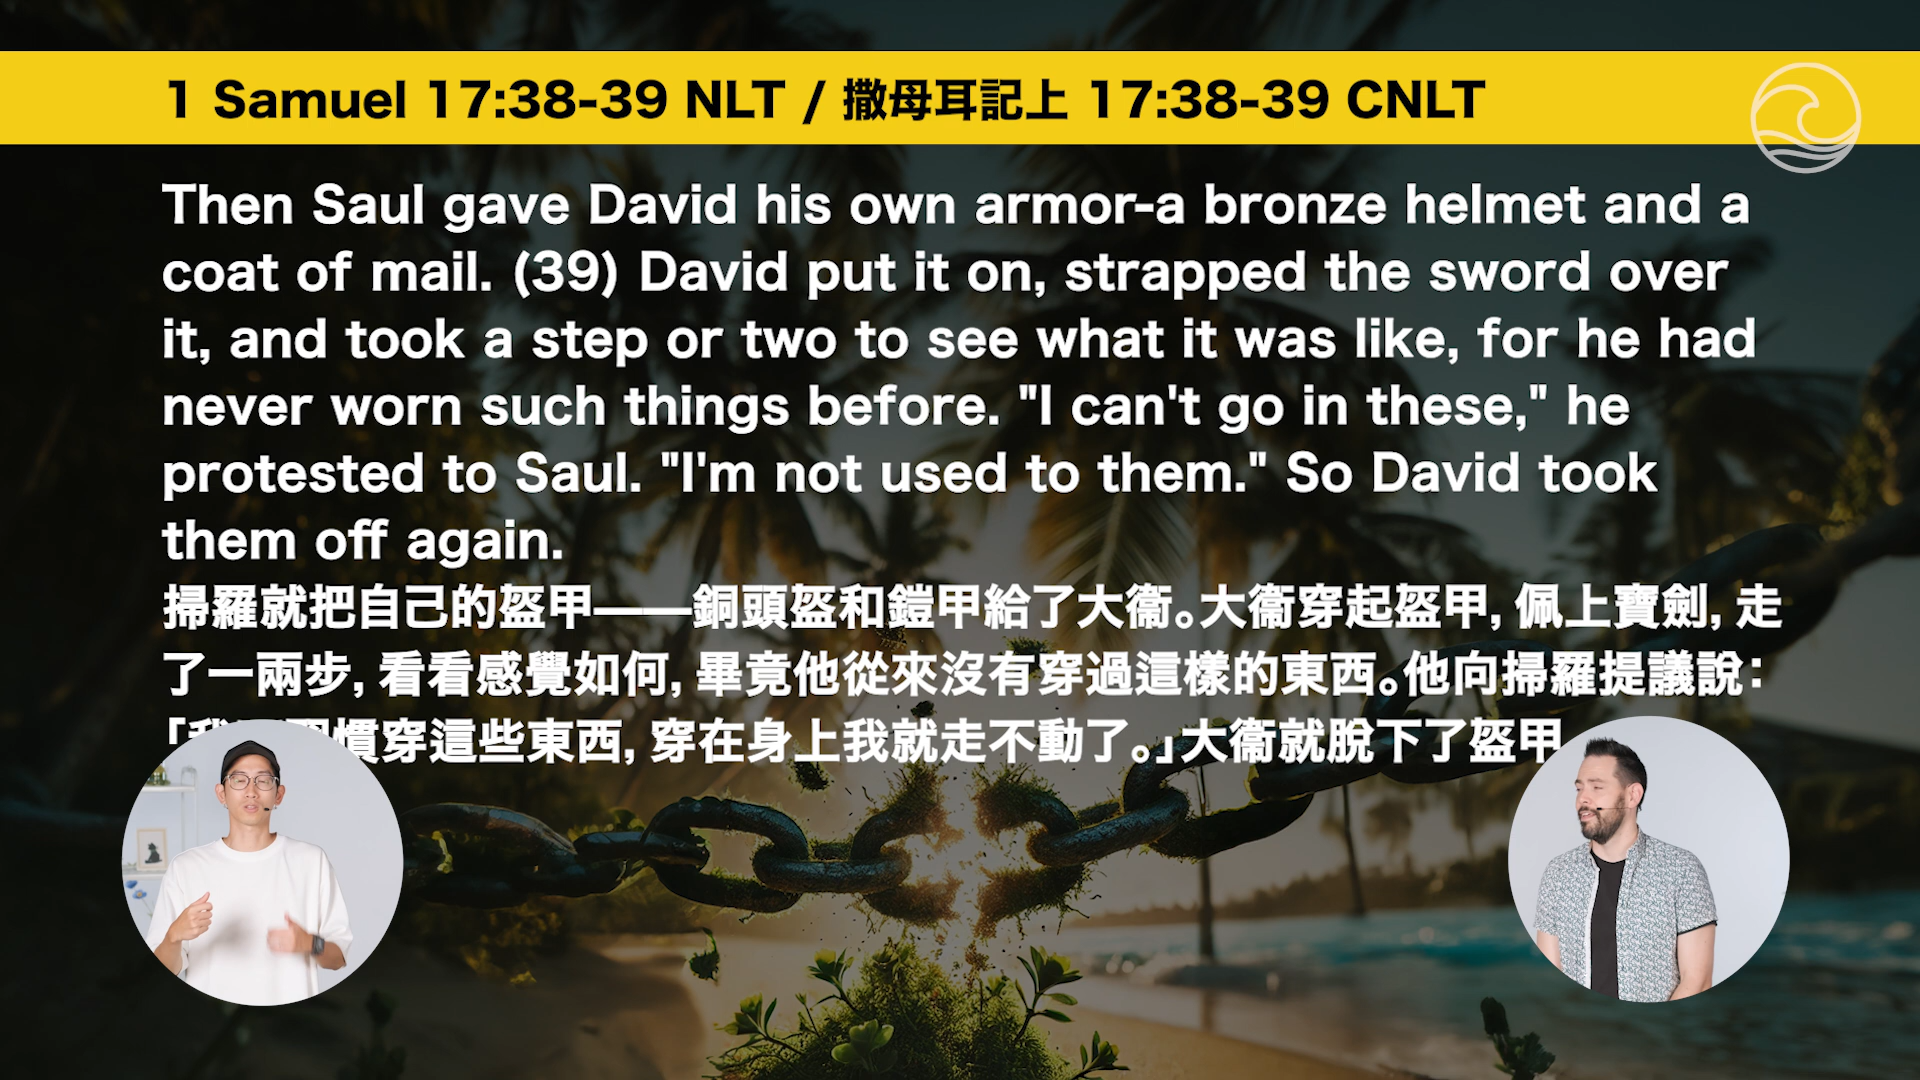 1 Samuel 17:38-39 NLT / 撒母耳記上 17:38-39 CNLT
Then Saul gave David his own armor-a bronze helmet and a
coat of mail. (39) David put it on, strapped the sword over
it, and took a step or two to see what it was like, for he had
never worn such things before. "I can't go in these," he
protested to Saul. "I'm not used to them." So David took
them off again.
掃羅就把自己的盔甲——銅頭盔和鎧甲給了大衛。大衛穿起盔甲,佩上寶劍,走
了一兩步,看看感覺如何,畢竟他從來沒有穿過這樣的東西。他向掃羅提議說:
「慣穿這些東西,穿在身上我就走不動了。」大衛就脫下了盔甲